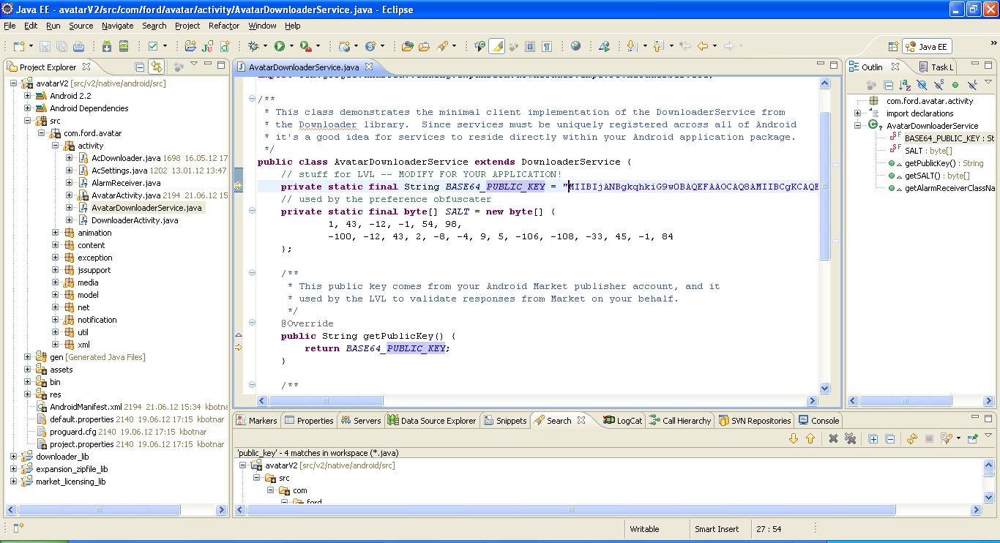 Java EE - avatarV2/src/com/ford/avatar/activity/AvatarDownloaderService.java - Eclipse
File Edit Run Source Navigate Search Project Refactor Window Help
Java EE
Project Explorer
avatarV2 [src/v2/native/android/src]
Android 2.2
Android Dependencies
src
com.ford.avatar
activity
AcDownloader.java 1698 16.05.12 17
AcSettings.java 1202 13.01.12 13:47
AlarmReceiver.java
AvatarActivity.java 2194 21.06.12 15
AvatarDownloaderService.java
DownloaderActivity.java
animation
content
exception
jssupport
media
model
net
notification
util
xml
gen [Generated Java Files]
assets
bin
res
AndroidManifest.xml 2194 21.06.12 15:34 kbotna
default.properties 2140 19.06.12 17:15 kbotnar
proguard.cfg 2140 19.06.12 17:15 kbotnar
project.properties 2140 19.06.12 17:15 kbotnar
downloader_lib
expansion_zipfile_lib
market_licensing_lib
AvatarDownloaderService.java
/**
* This class demonstrates the minimal client implementation of the DownloaderService from
* the Downloader library. Since services must be uniquely registered across all of Android
* it's a good idea for services to reside directly within your Android application package.
*/
public class AvatarDownloaderService extends DownloaderService {
// stuff for LVL -- MODIFY FOR YOUR APPLICATION!
private static final String BASE64_PUBLIC_KEY = "MIIBIjANBgkqhkiG9w0BAQEFAAOCAQ8AMIIBCgKCAQE
// used by the preference obfuscater
private static final byte[] SALT = new byte[] {
1, 43, -12, -1, 54, 98,
-100, -12, 43, 2, -8, -4, 9, 5, -106, -108, -33, 45, -1, 84
};
/**
* This public key comes from your Android Market publisher account, and it
* used by the LVL to validate responses from Market on your behalf.
*/
@Override
public String getPublicKey() {
return BASE64_PUBLIC_KEY;
}
/**
Outlin Task L
com.ford.avatar.activity
import declarations
AvatarDownloaderService
BASE64_PUBLIC_KEY : St
SALT : byte[]
getPublicKey() : String
getSALT() : byte[]
getAlarmReceiverClassNa
Markers Properties Servers Data Source Explorer Snippets Search LogCat Call Hierarchy SVN Repositories Console
'public_key' - 4 matches in workspace (*.java)
avatarV2 [src/v2/native/android/src]
src
com
ford
Writable Smart Insert 27 : 54